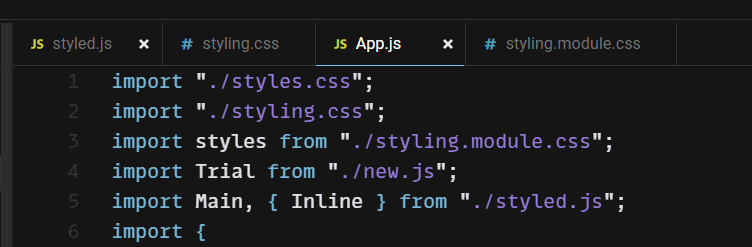 JS styled.js × # styling.css JS App.js × # styling.module.css
1 import "./styles.css";
2 import "./styling.css";
3 import styles from "./styling.module.css";
4 import Trial from "./new.js";
5 import Main, { Inline } from "./styled.js";
6 import {